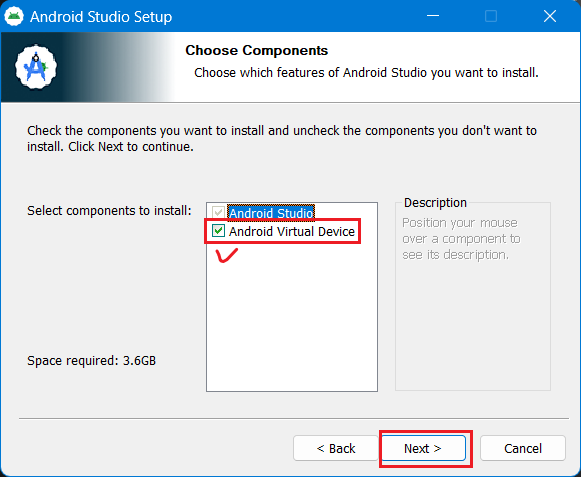 Android Studio Setup
Choose Components
Choose which features of Android Studio you want to install.
Check the components you want to install and uncheck the components you don't want to
install. Click Next to continue.
Select components to install:
Android Studio
Android Virtual Device
Description
Position your mouse
over a component to
see its description.
Space required: 3.6GB
< Back
Next >
Cancel